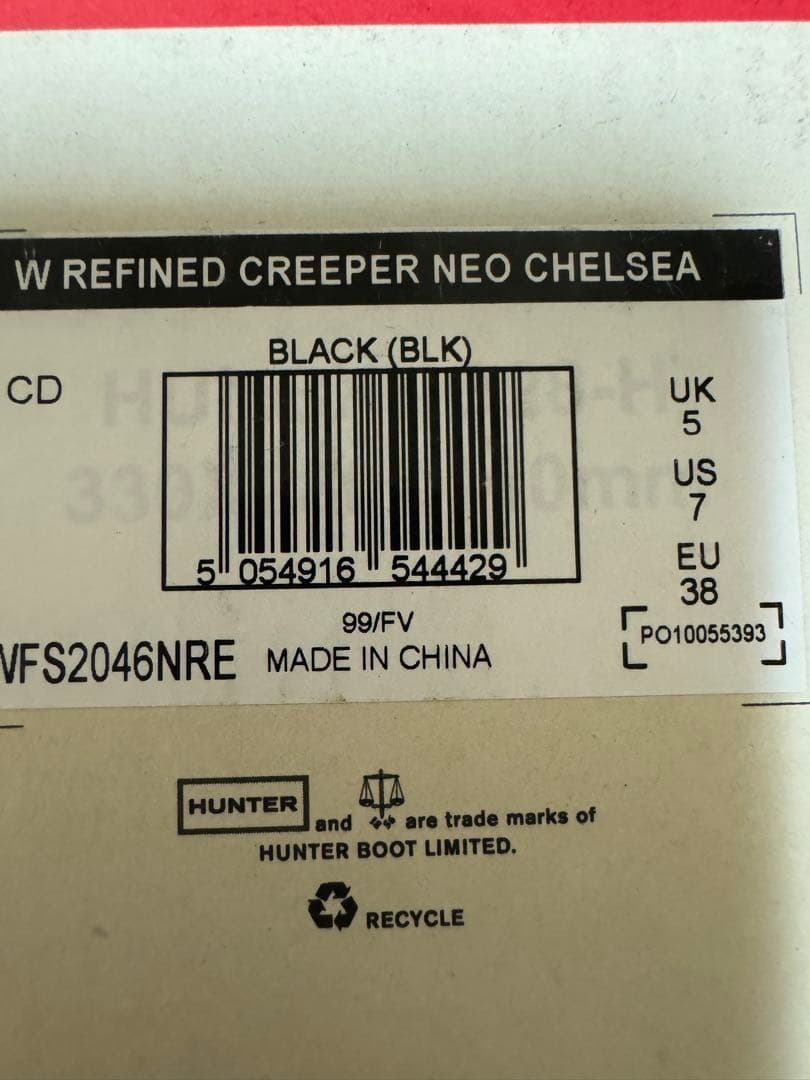 W REFINED CREEPER NEO CHELSEA
BLACK (BLK)
CD
5 054916 544429
UK
5
US
7
EU
38
99/FV
PO10055393
WFS2046NRE MADE IN CHINA
HUNTER and are trade marks of
HUNTER BOOT LIMITED.
RECYCLE